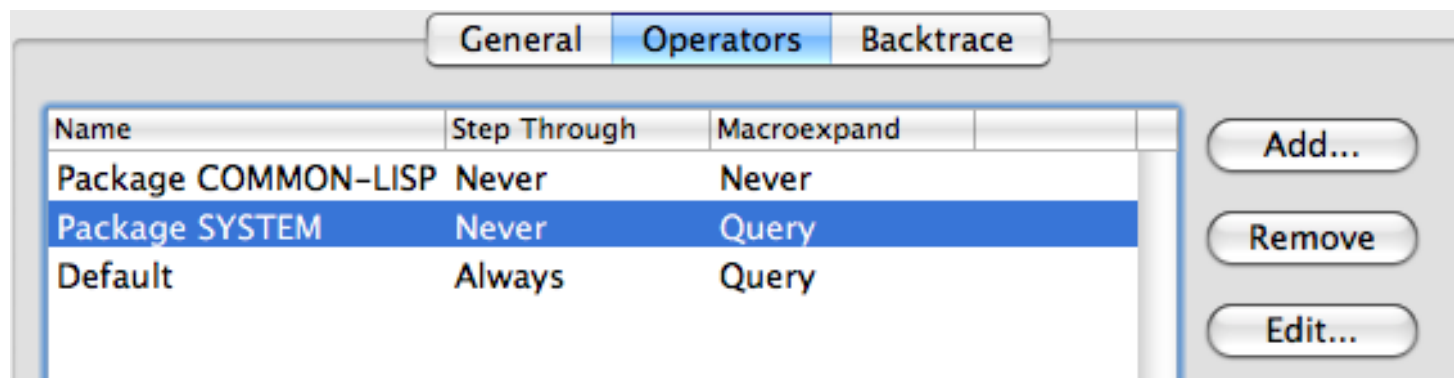 General Operators Backtrace
Name Step Through Macroexpand
Add...
Package COMMON-LISP Never Never
Package SYSTEM Never Query
Remove
Default Always Query
Edit...